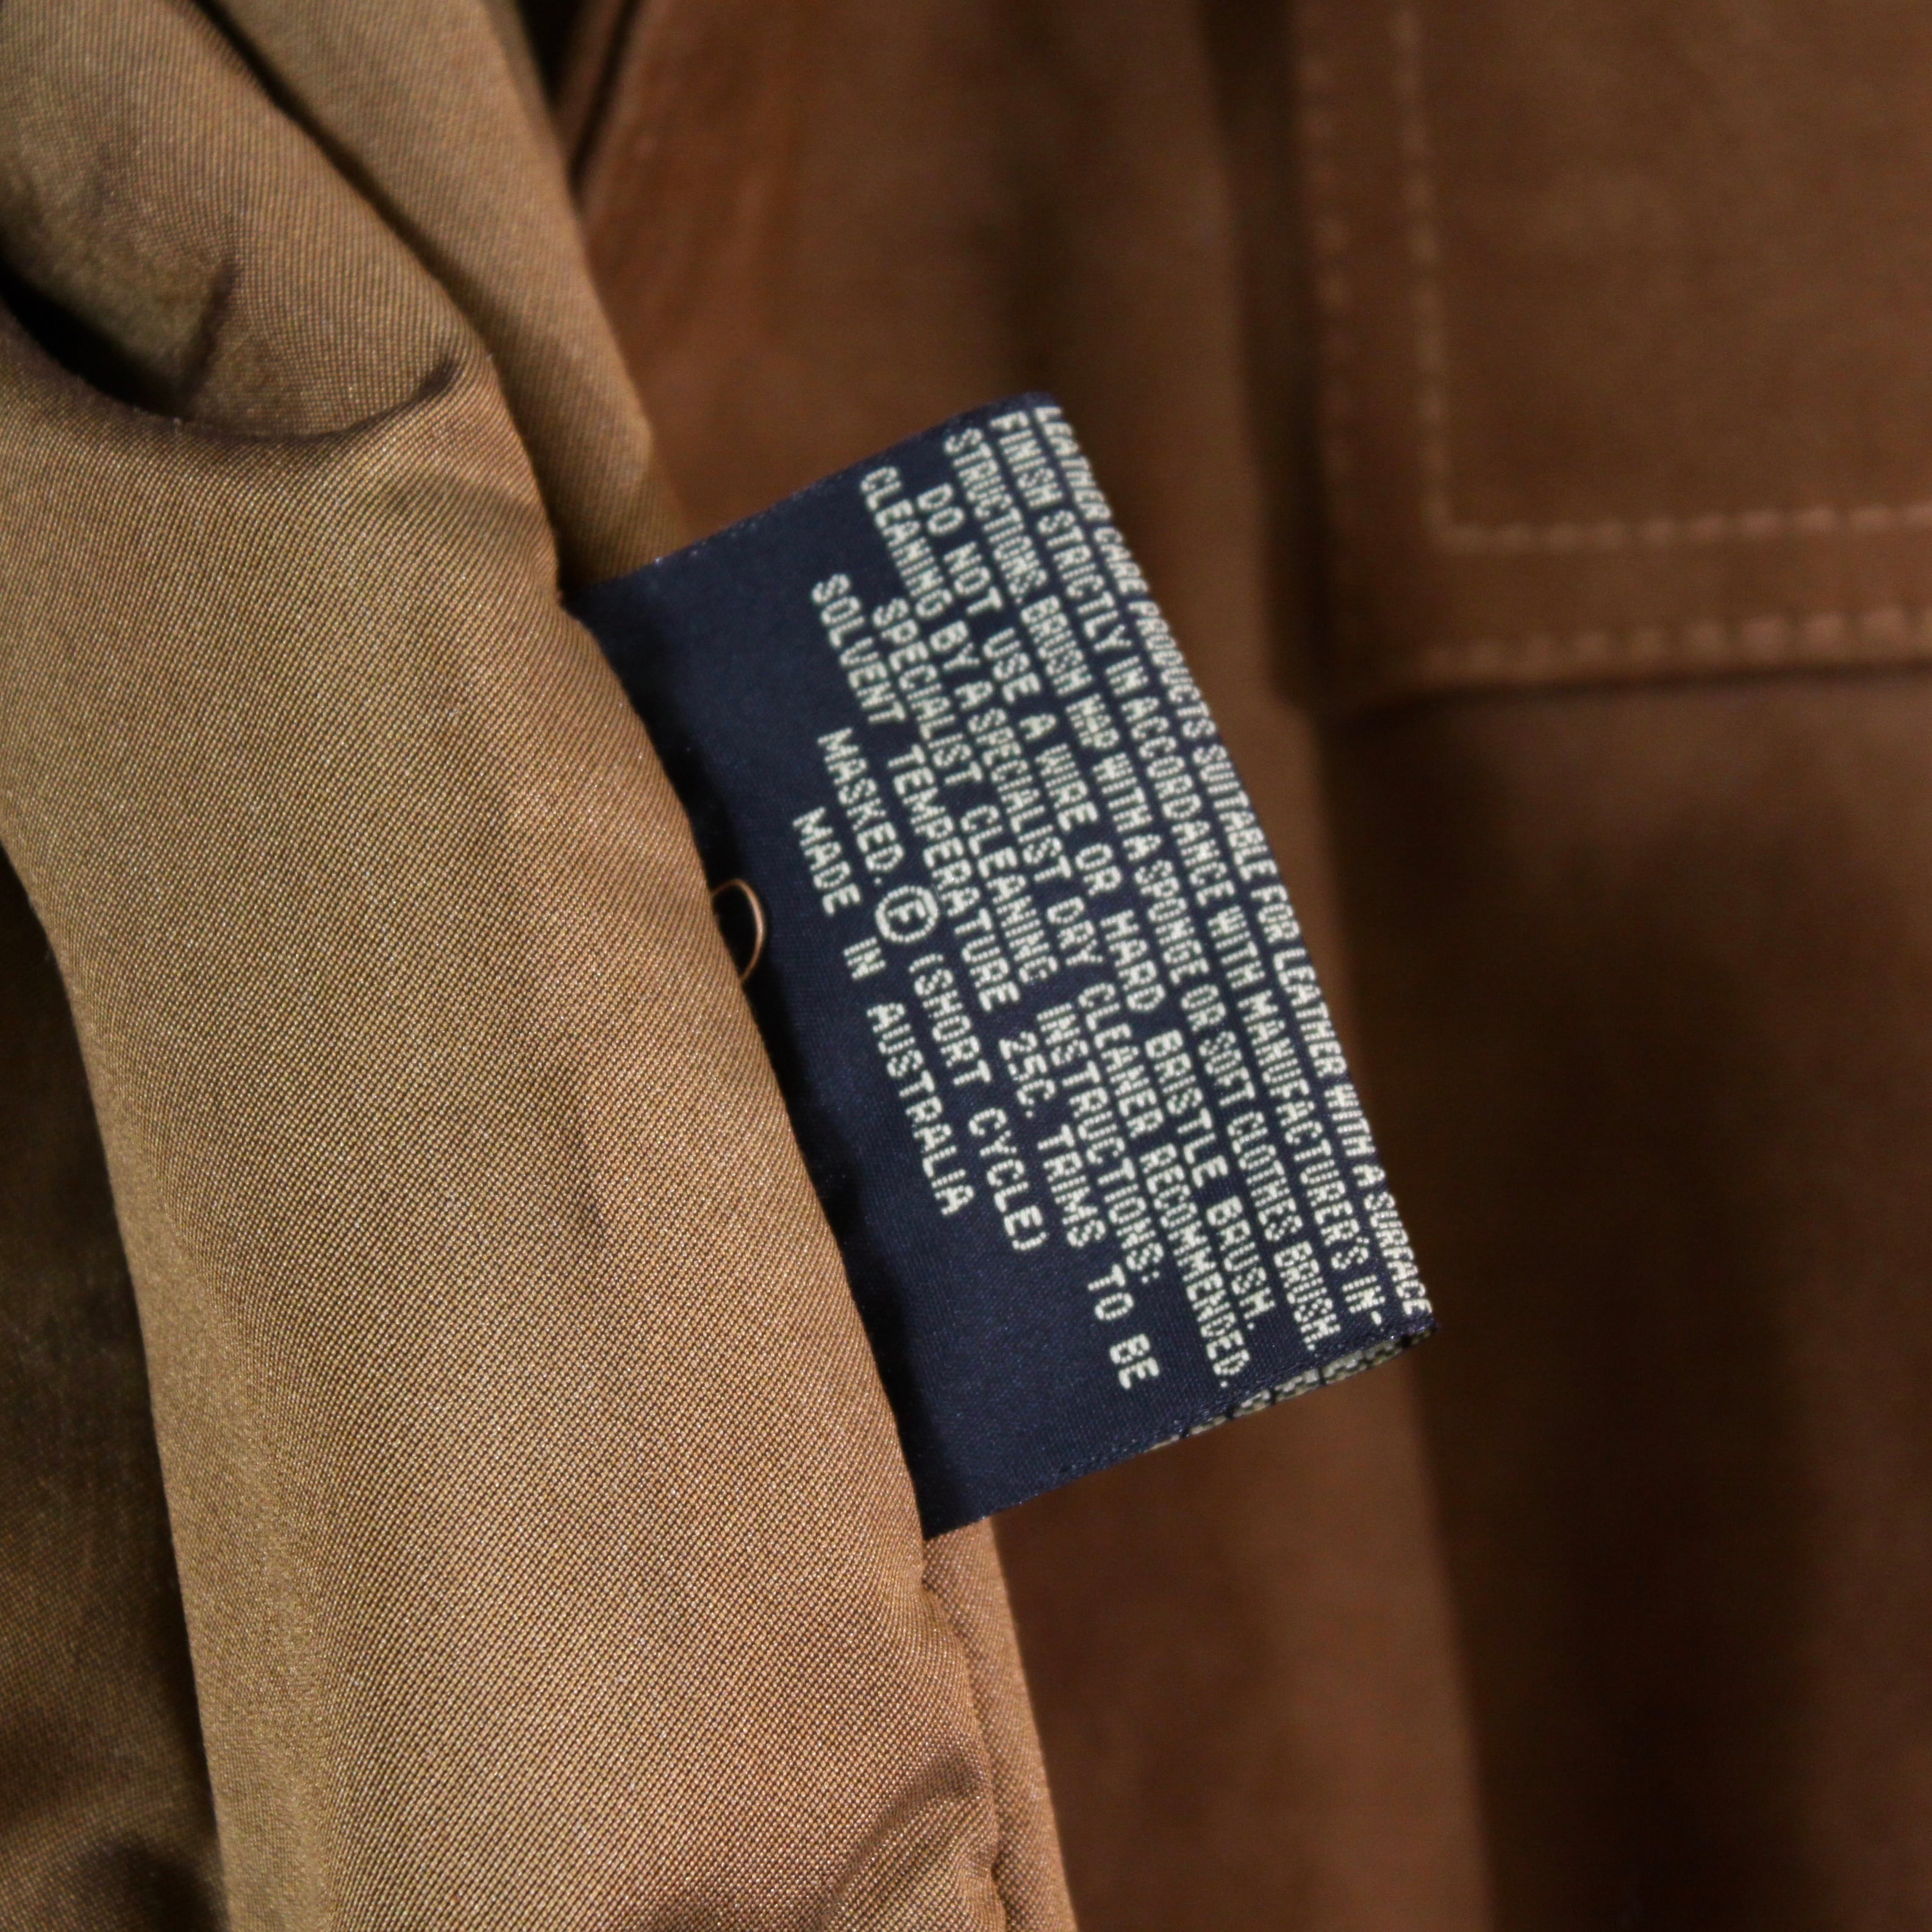 LEATHER CARE PRODUCTS SUITABLE FOR LEATHER WITH A SURFACE
FINISH STRICTLY IN ACCORDANCE WITH MANUFACTURER'S IN-
STRUCTIONS. BRUSH NAP WITH A SPONGE OR SOFT CLOTHES BRUSH.
DO NOT USE A WIRE OR HARD BRISTLE BRUSH.
CLEANING BY A SPECIALIST DRY CLEANER RECOMMENDED.
SPECIALIST CLEANING INSTRUCTIONS:
SOLVENT TEMPERATURE 25C. TRIMS TO BE
MASKED. Ⓕ (SHORT CYCLE)
MADE IN AUSTRALIA